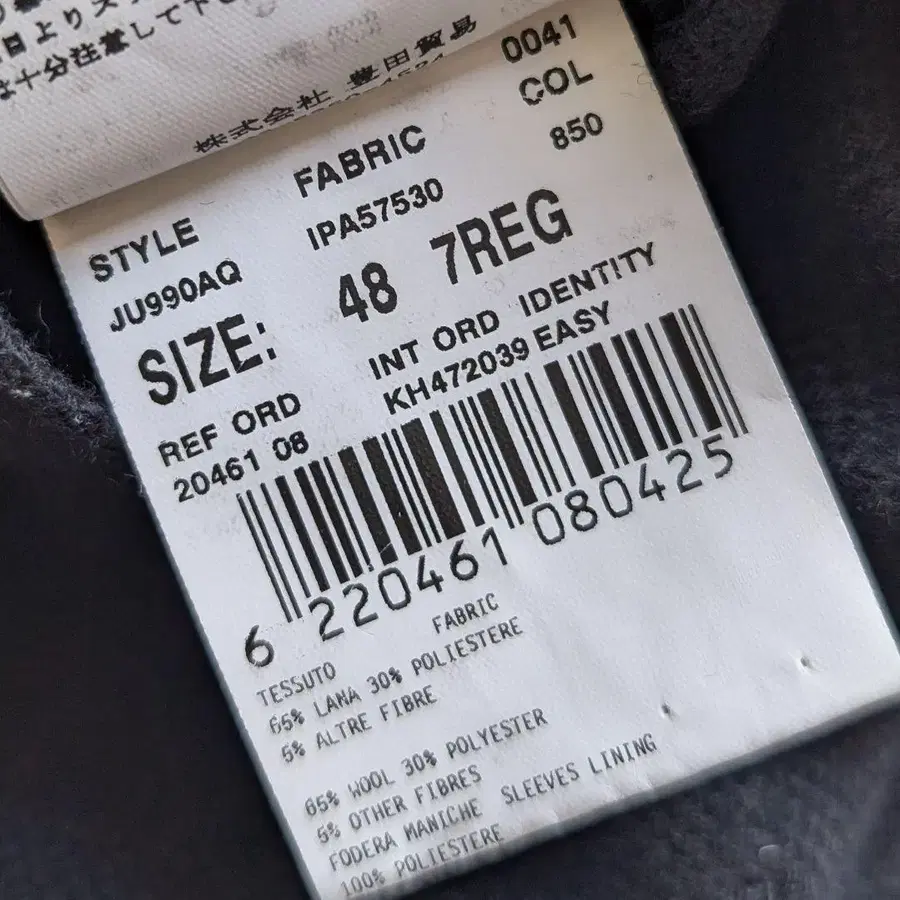 日より
は十分注意して下
株式会社 豊田貿易
0041
STYLE FABRIC COL
JU990AQ IPA57530 850
SIZE: 48 7REG
REF ORD INT ORD IDENTITY
20461 08 KH472039 EASY
6 220461 080425
TESSUTO FABRIC
65% LANA 30% POLIESTERE
5% ALTRE FIBRE
65% WOOL 30% POLYESTER
5% OTHER FIBRES
FODERA MANICHE SLEEVES LINING
100% POLIESTERE